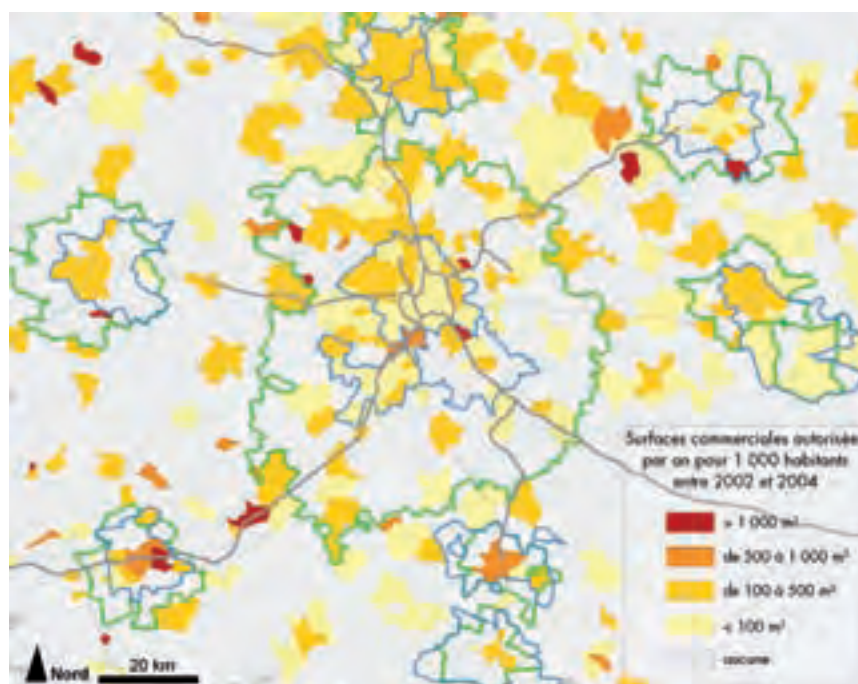 Surfaces commerciales autorisées
par an pour 1 000 habitants
entre 2002 et 2004
> 1 000 m²
de 500 à 1 000 m²
de 100 à 500 m²
< 100 m²
aucune
Nord
20 km